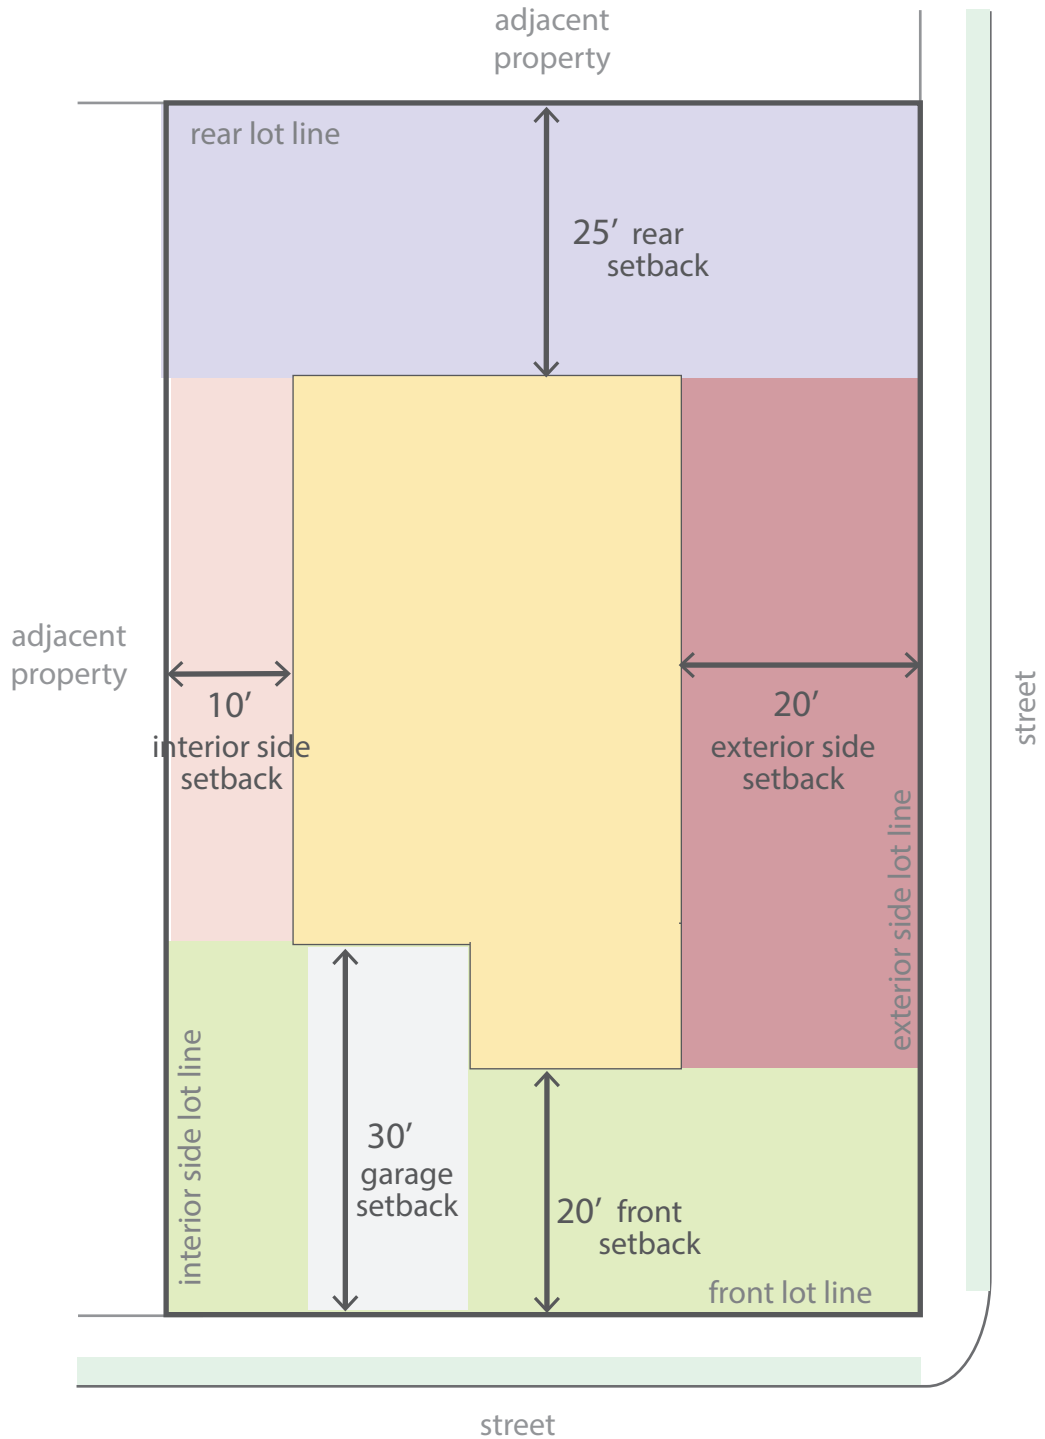 adjacent
property
rear lot line
25’ rear
setback
adjacent
property
10’
interior side
setback
20’
exterior side
setback
street
exterior side lot line
interior side lot line
30’
garage
setback
20’ front
setback
front lot line
street